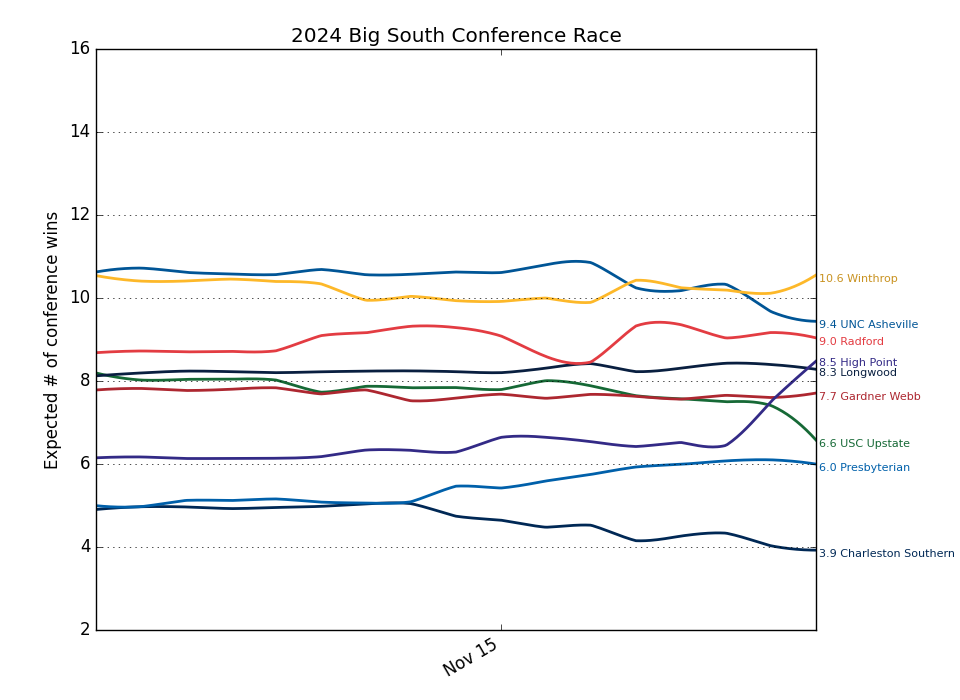 2024 Big South Conference Race
Expected # of conference wins
16
14
12
10
8
6
4
2
10.6 Winthrop
9.4 UNC Asheville
9.0 Radford
8.5 High Point
8.3 Longwood
7.7 Gardner Webb
6.6 USC Upstate
6.0 Presbyterian
3.9 Charleston Southern
Nov 15